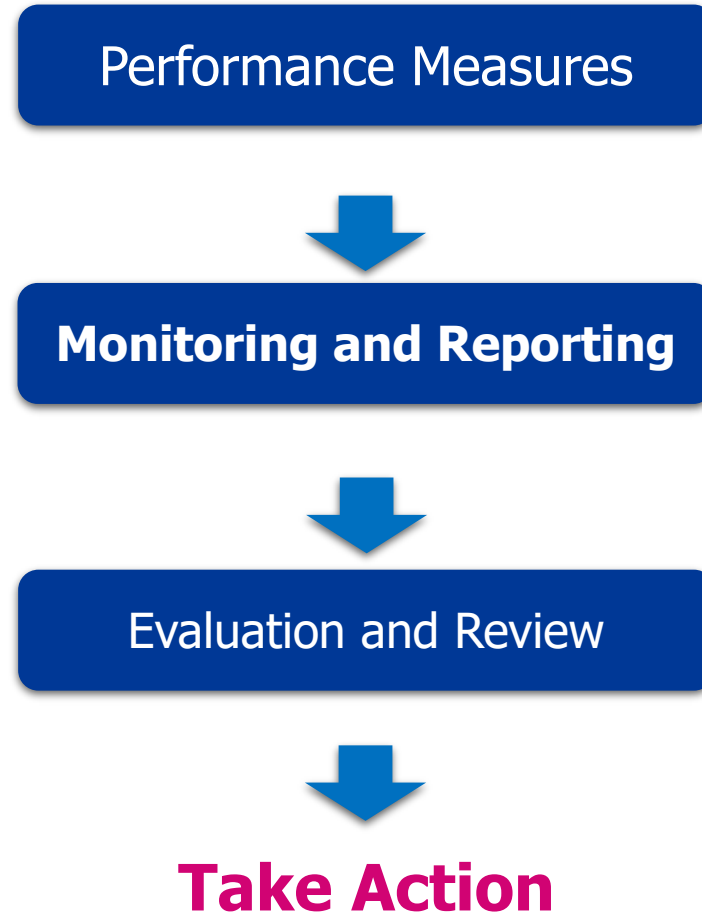 Performance Measures
Monitoring and Reporting
Evaluation and Review
Take Action